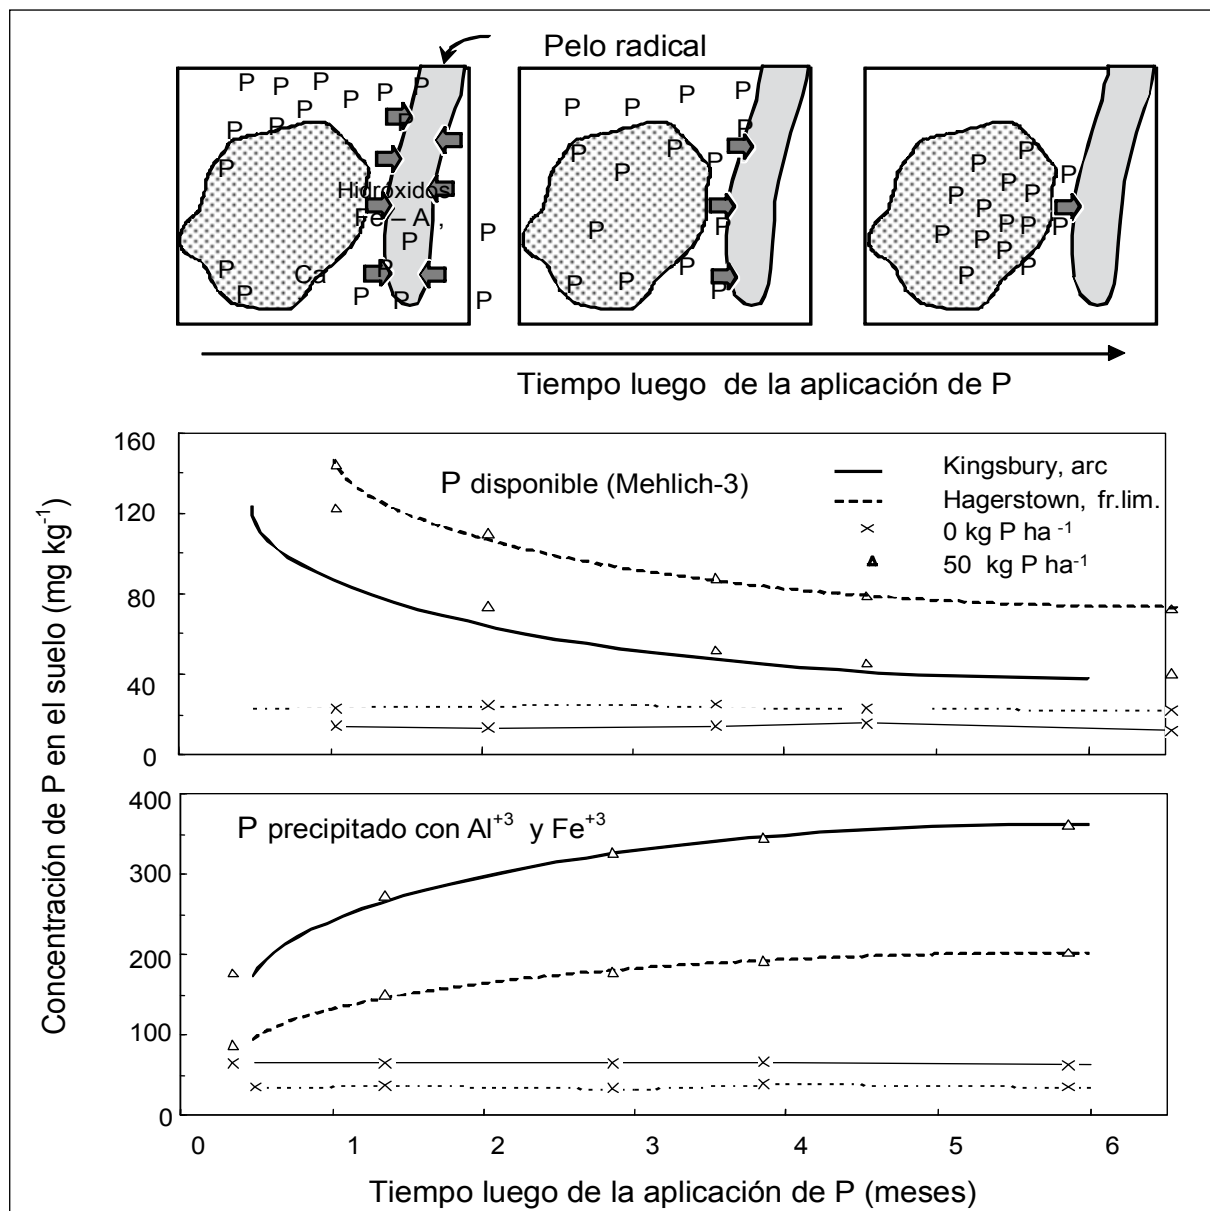 Pelo radical
P P P P P P
P P P
P P
P
Hidróxidos
Fe – A ,
P P
P Ca P
P P P P
P P P P
P P P
P P
P P
P P P
P P
P P
P P P
P P P
P P P P
P P
P P
Tiempo luego de la aplicación de P
Concentración de P en el suelo (mg kg-1)
160
120
80
40
0
P disponible (Mehlich-3)
Kingsbury, arc
Hagerstown, fr.lim.
0 kg P ha -1
50 kg P ha-1
400
300
200
100
0
P precipitado con Al+3 y Fe+3
0 1 2 3 4 5 6
Tiempo luego de la aplicación de P (meses)